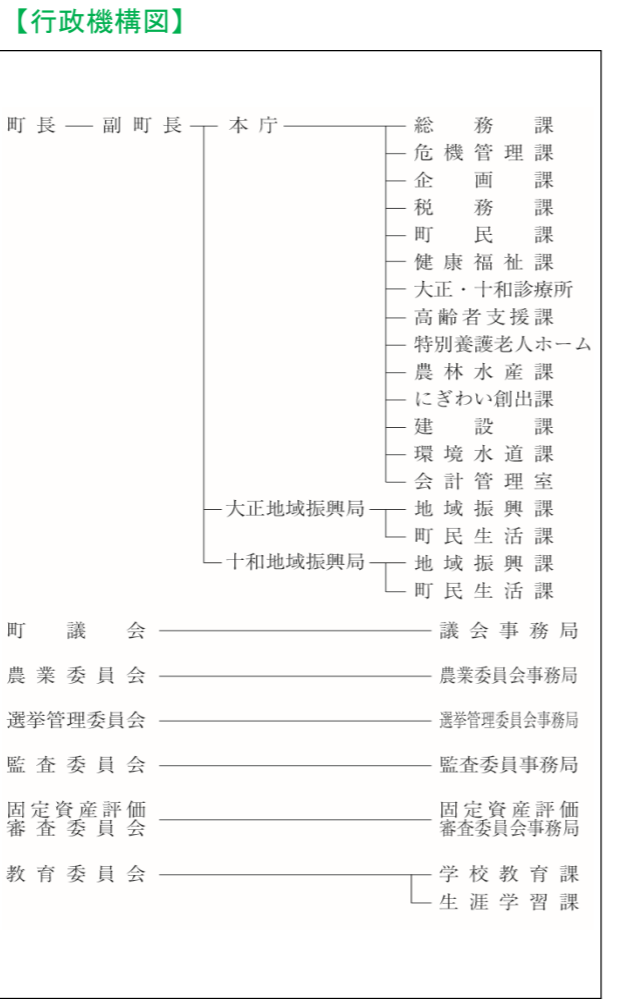 【行政機構図】
町長 副町長 本庁 総務課
危機管理課
企画課
税務課
町民課
健康福祉課
大正・十和診療所
高齢者支援課
特別養護老人ホーム
農林水産課
にぎわい創出課
建設課
環境水道課
会計管理室
大正地域振興局 地域振興課
町民生活課
十和地域振興局 地域振興課
町民生活課
町議会 議会事務局
農業委員会 農業委員会事務局
選挙管理委員会 選挙管理委員会事務局
監査委員会 監査委員事務局
固定資産評価 固定資産評価
審査委員会 審査委員会事務局
教育委員会 学校教育課
生涯学習課